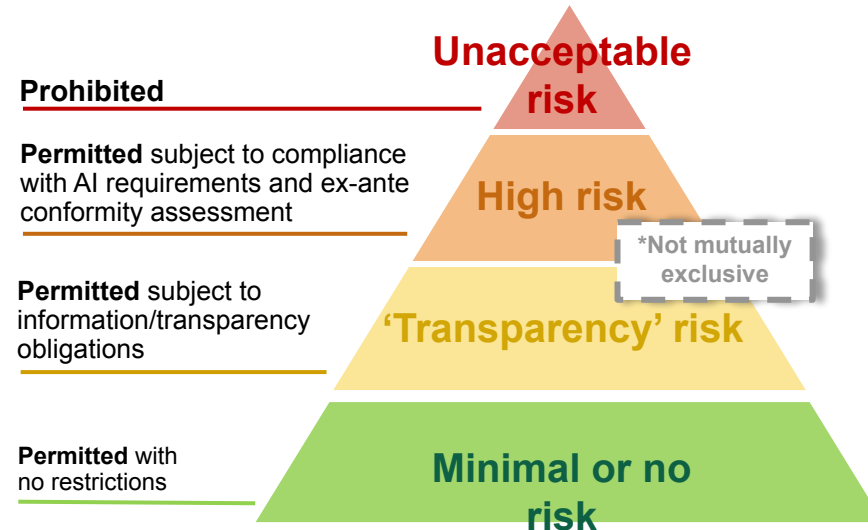 Unacceptable
risk
Prohibited
Permitted subject to compliance
with AI requirements and ex-ante
conformity assessment
High risk
*Not mutually
exclusive
Permitted subject to
information/transparency
obligations
‘Transparency’ risk
Permitted with
no restrictions
Minimal or no
risk